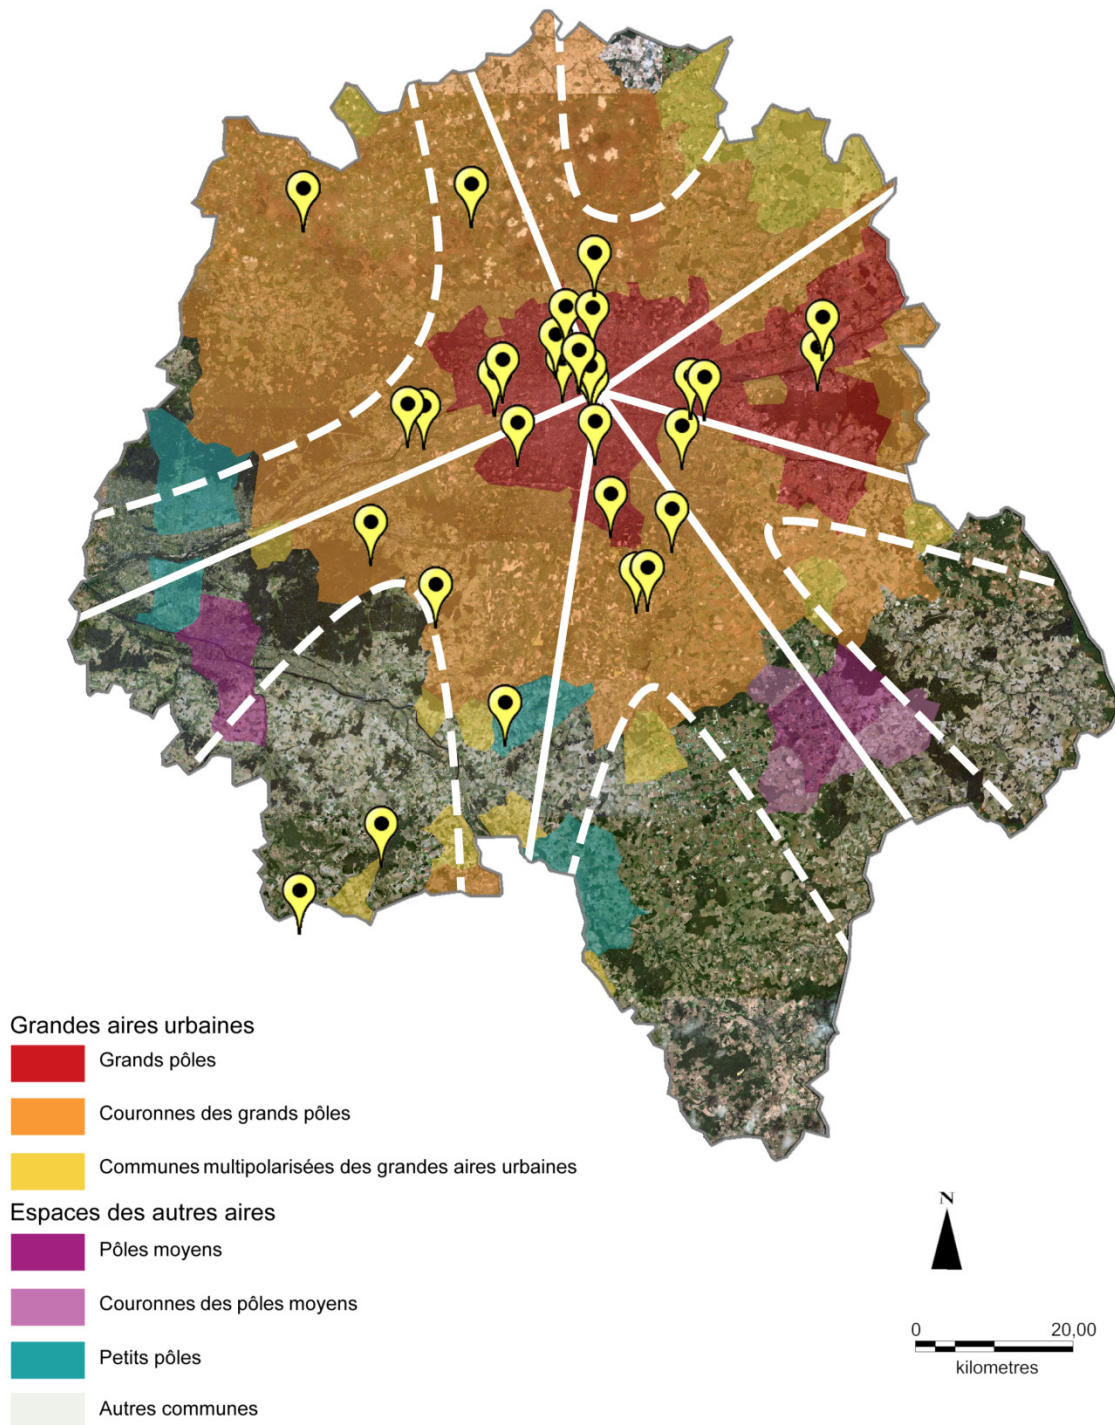 Grandes aires urbaines
Grands pôles
Couronnes des grands pôles
Communes multipolarisées des grandes aires urbaines
Espaces des autres aires
Pôles moyens
Couronnes des pôles moyens
Petits pôles
Autres communes
N
0 20,00
kilometres